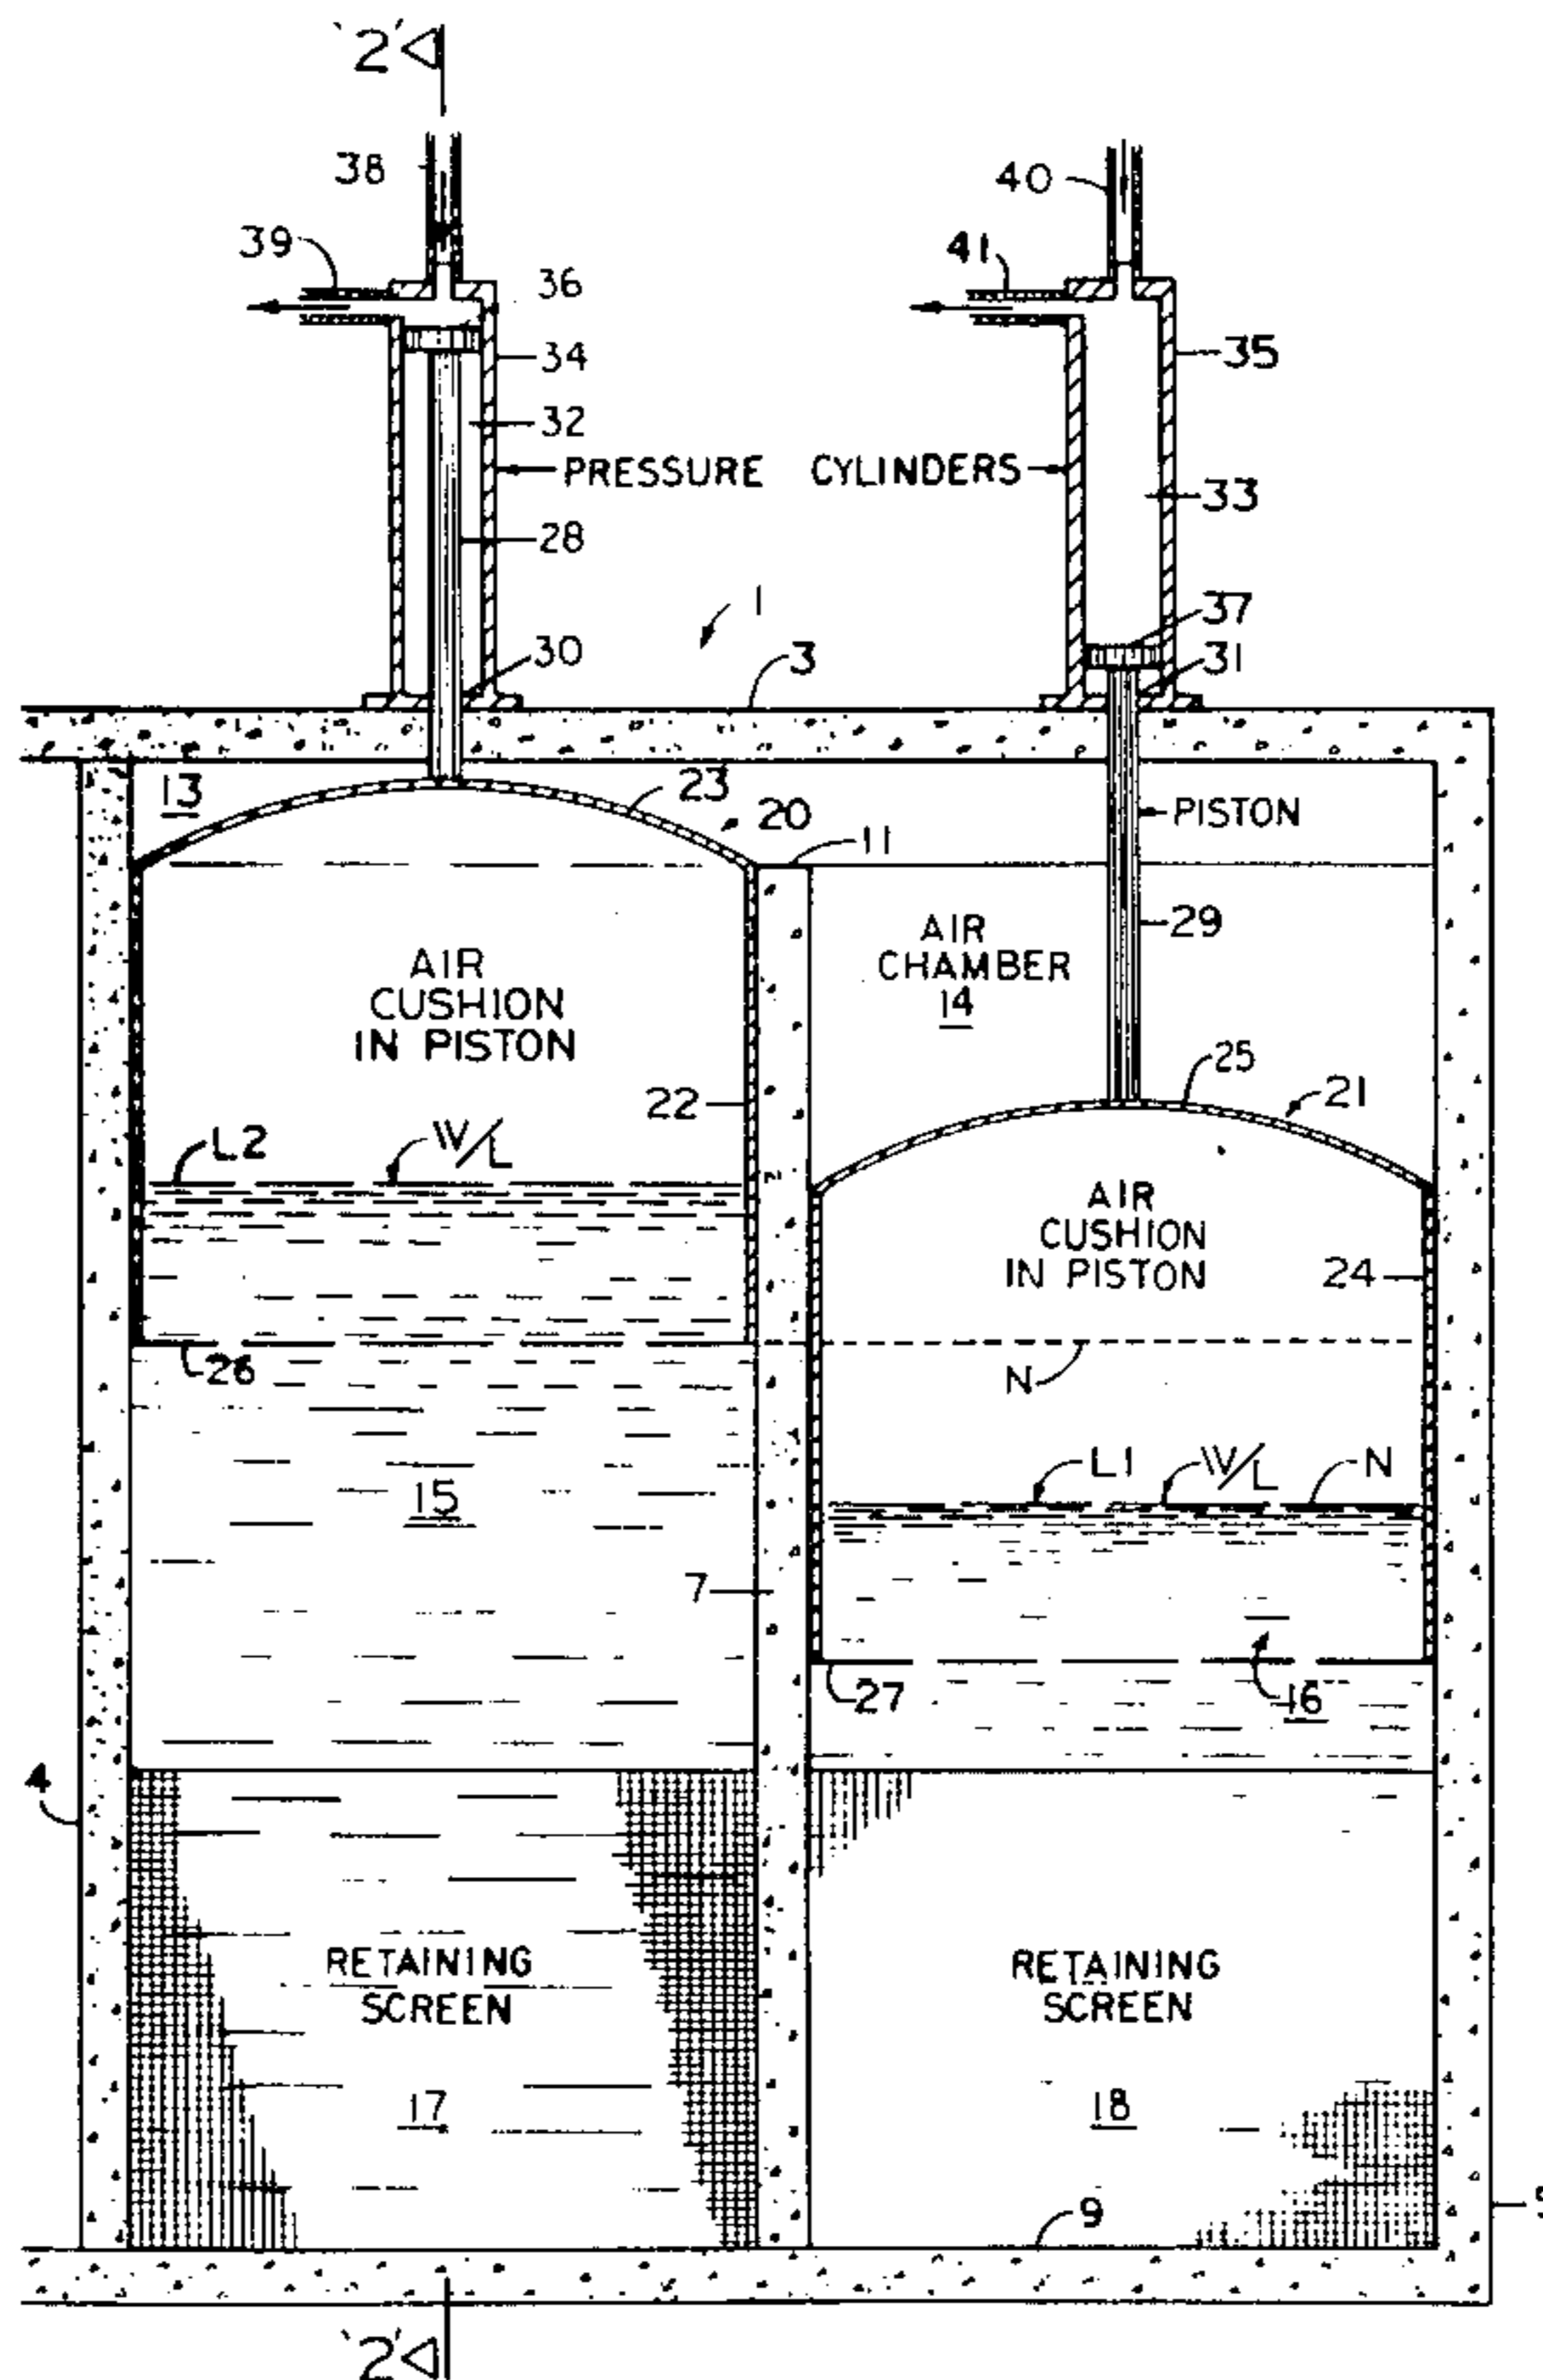 '2'
38
40
39
41
36
34
35
32
PRESSURE CYLINDERS
33
28
1
37
30
3
31
13
23
20
PISTON
11
AIR
CHAMBER
14
29
AIR
CUSHION
IN PISTON
22
25
21
L2
W/L
AIR
CUSHION
IN PISTON
24
26
N
15
L1
W/L
N
7
27
16
4
RETAINING
SCREEN
17
RETAINING
SCREEN
18
9
'2'